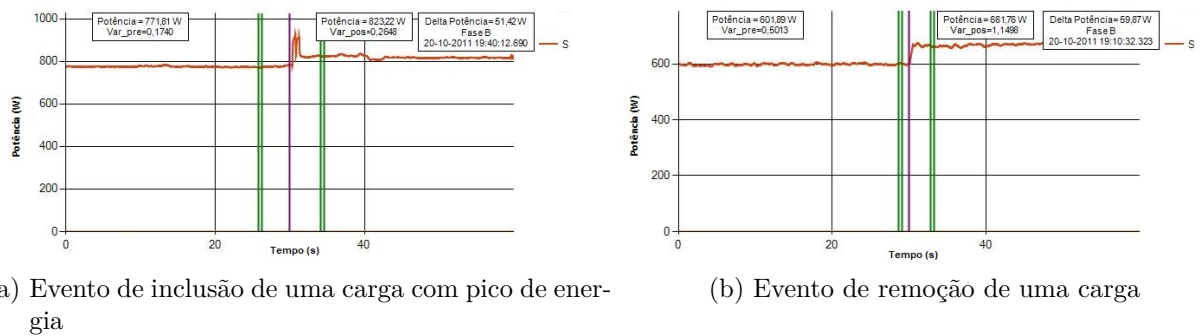 Potência = 771,81 W
Var_pre=0,1740
Potência = 823,22 W
Var_pos=0,2648
Delta Potência = 51,42 W
Fase B
20-10-2011 19:40:12.690
S
1000
800
600
400
200
0
Potência (W)
0
20
40
Tempo (s)
a) Evento de inclusão de uma carga com pico de ener-
gia
Potência = 601,89 W
Var_pre=0,5013
Potência = 661,76 W
Var_pos=1,1498
Delta Potência = 59,87 W
Fase B
20-10-2011 19:10:32.323
S
600
400
200
0
Potência (W)
0
20
40
Tempo (s)
(b) Evento de remoção de uma carga